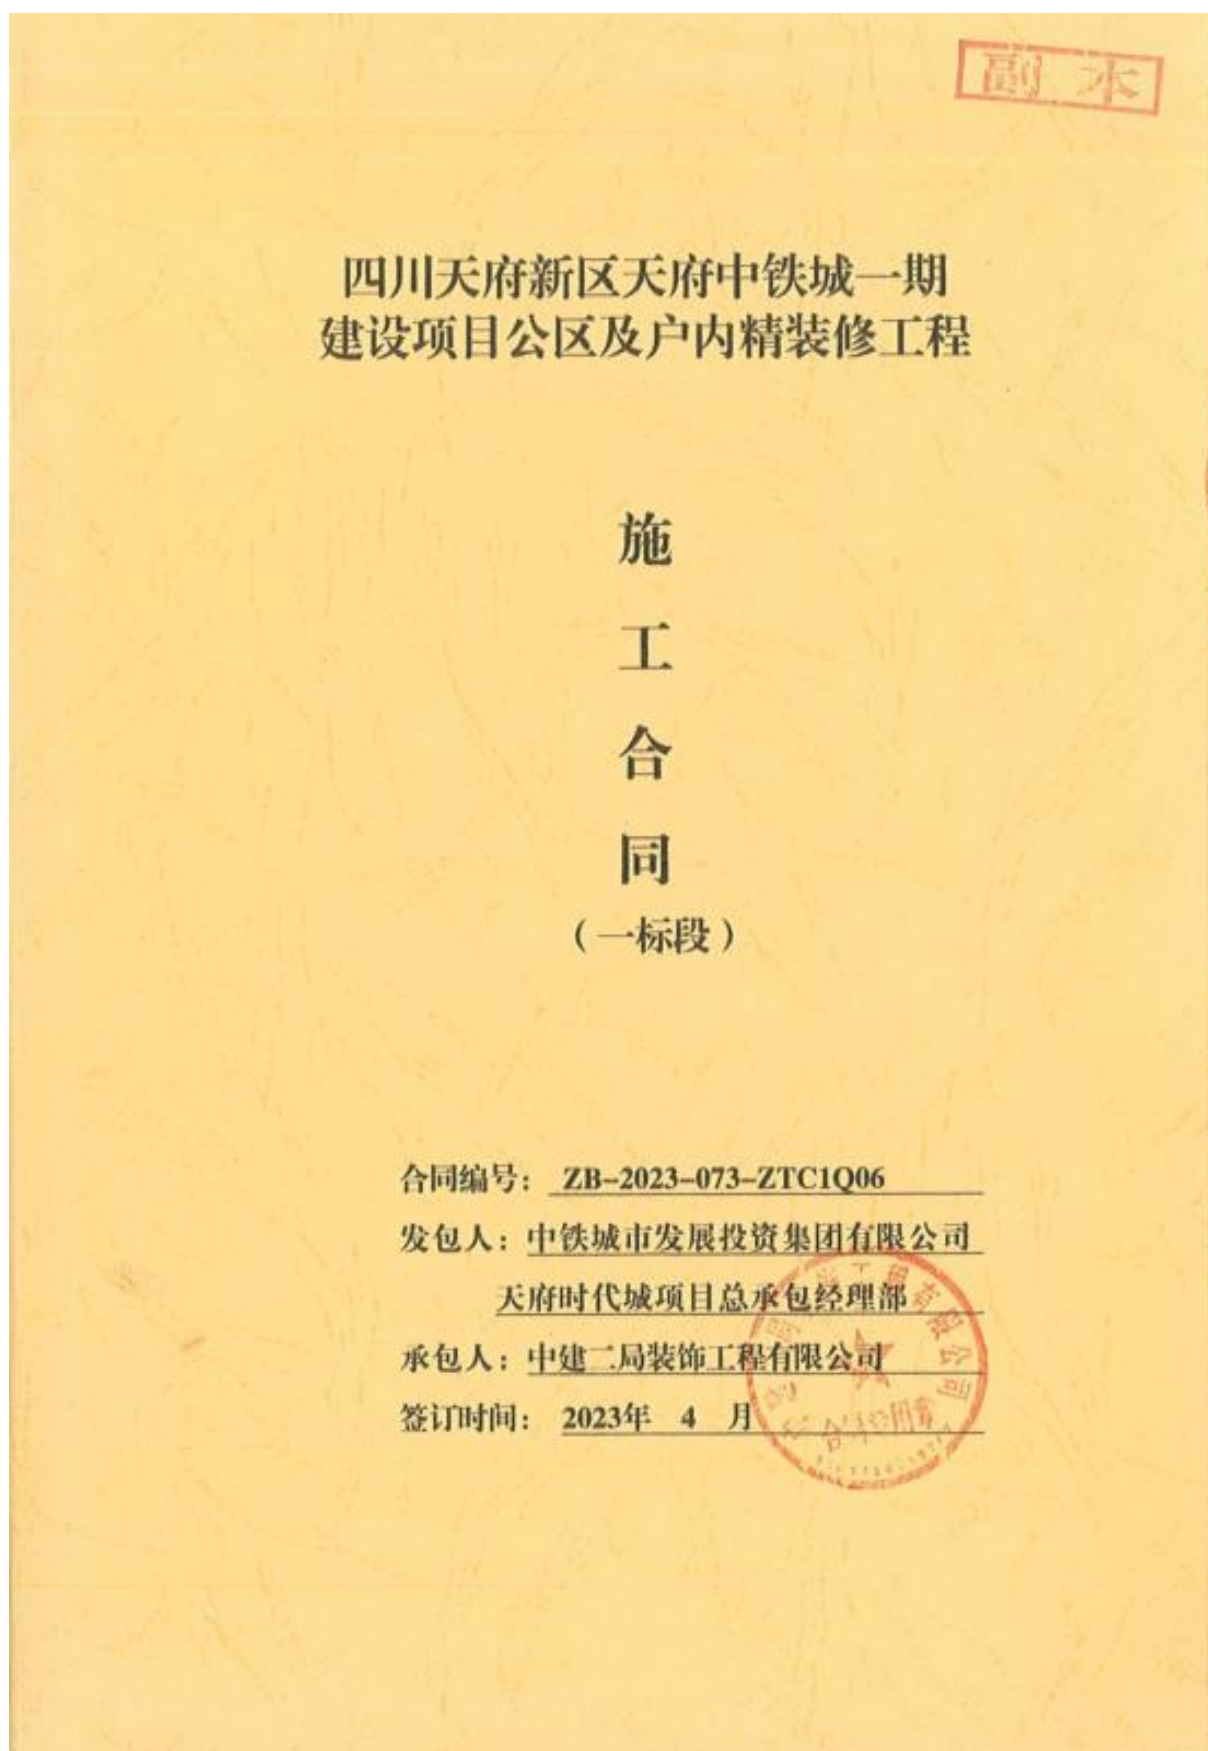 副 本
四川天府新区天府中铁城一期
建设项目公区及户内精装修工程
施
工
合
同
（一标段）
合同编号： ZB-2023-073-ZTC1Q06
发包人：中铁城市发展投资集团有限公司
天府时代城项目总承包经理部
承包人：中建二局装饰工程有限公司
签订时间： 2023年 4 月